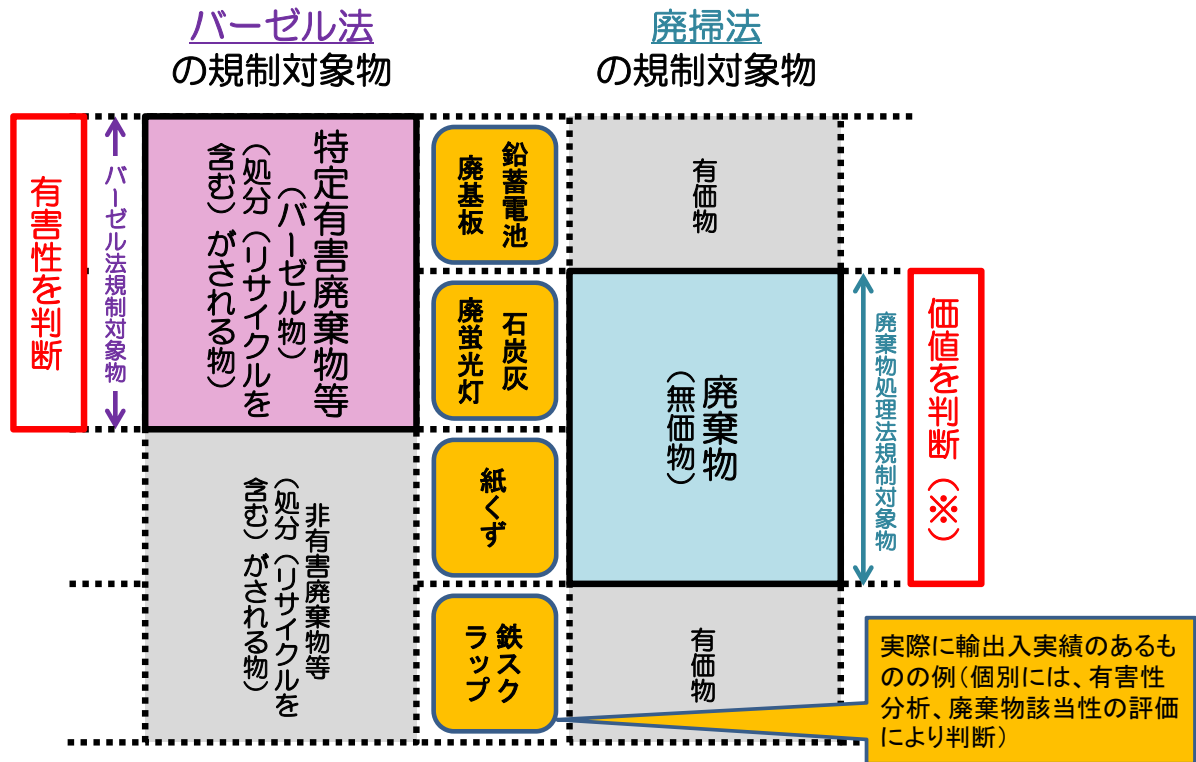 バーゼル法
の規制対象物
廃掃法
の規制対象物
有害性を判断
バーゼル法規制対象物
特定有害廃棄物等
（バーゼル物）
（処分（リサイクルを
含む）がされる物）
鉛蓄電池
廃基板
有価物
石炭灰
廃蛍光灯
廃棄物
（無価物）
廃棄物処理法規制対象物
価値を判断（※）
非有害廃棄物等
（処分（リサイクルを
含む）がされる物）
紙くず
鉄スク
ラップ
有価物
実際に輸出入実績のあるも
のの例（個別には、有害性
分析、廃棄物該当性の評価
により判断）